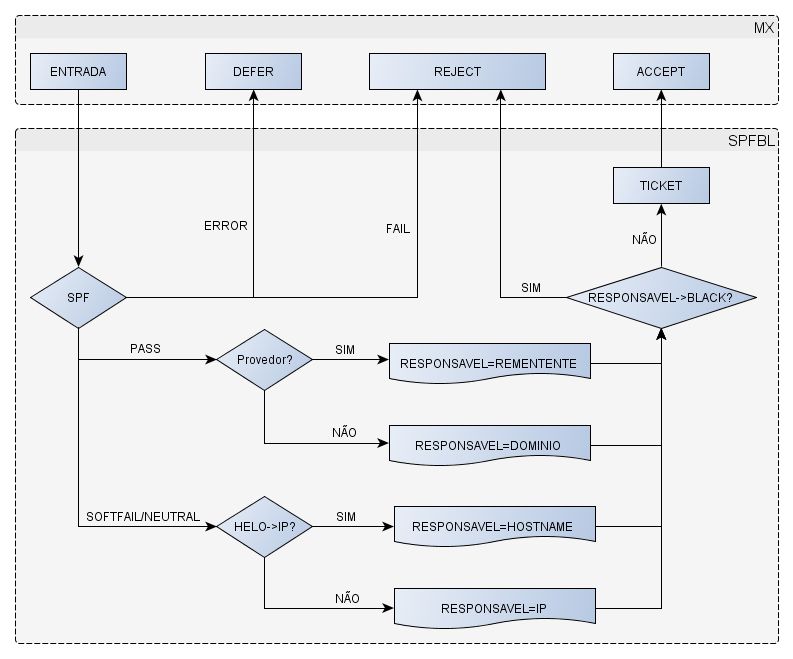 MX
ENTRADA
DEFER
REJECT
ACCEPT
SPFBL
TICKET
ERROR
FAIL
NÃO
SPF
SIM
RESPONSAVEL->BLACK?
PASS
Provedor?
SIM
RESPONSAVEL=REMENTENTE
NÃO
RESPONSAVEL=DOMINIO
SOFTFAIL/NEUTRAL
HELO->IP?
SIM
RESPONSAVEL=HOSTNAME
NÃO
RESPONSAVEL=IP